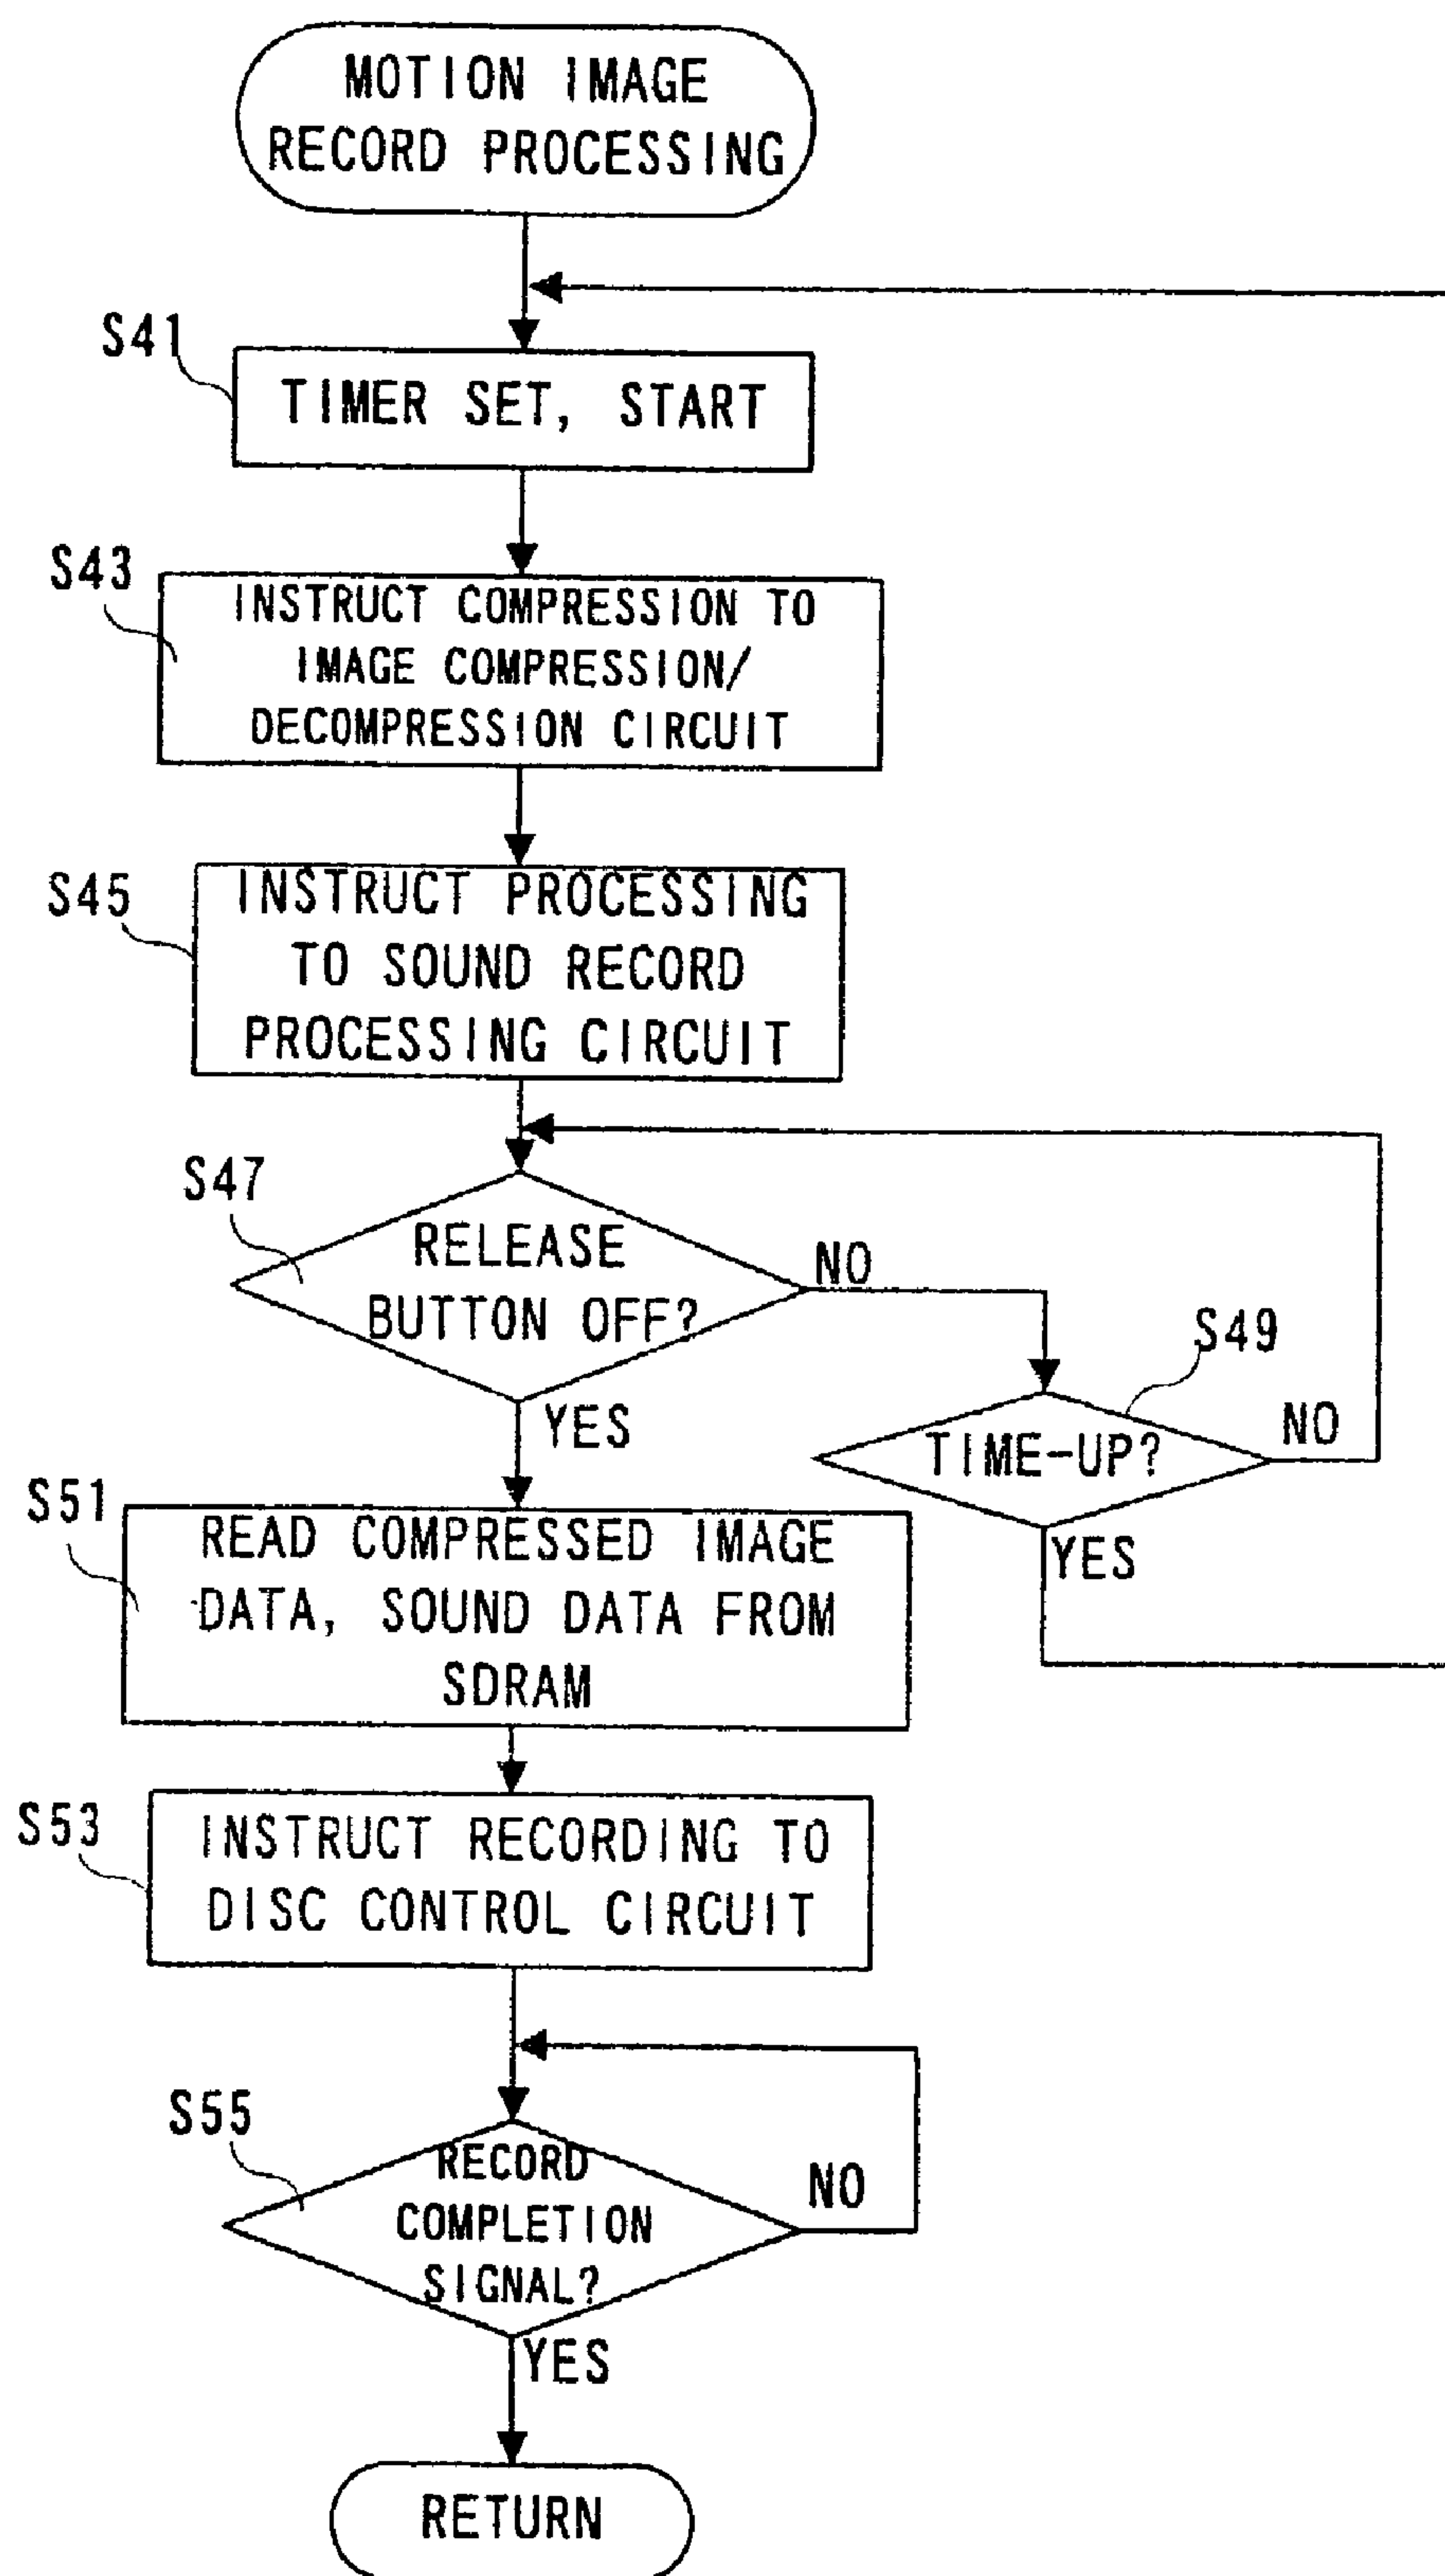 MOTION IMAGE
RECORD PROCESSING
S41
TIMER SET, START
S43
INSTRUCT COMPRESSION TO
IMAGE COMPRESSION/
DECOMPRESSION CIRCUIT
S45
INSTRUCT PROCESSING
TO SOUND RECORD
PROCESSING CIRCUIT
S47
RELEASE
BUTTON OFF?
NO
S49
TIME-UP?
NO
YES
YES
S51
READ COMPRESSED IMAGE
DATA, SOUND DATA FROM
SDRAM
S53
INSTRUCT RECORDING TO
DISC CONTROL CIRCUIT
S55
RECORD
COMPLETION
SIGNAL?
NO
YES
RETURN